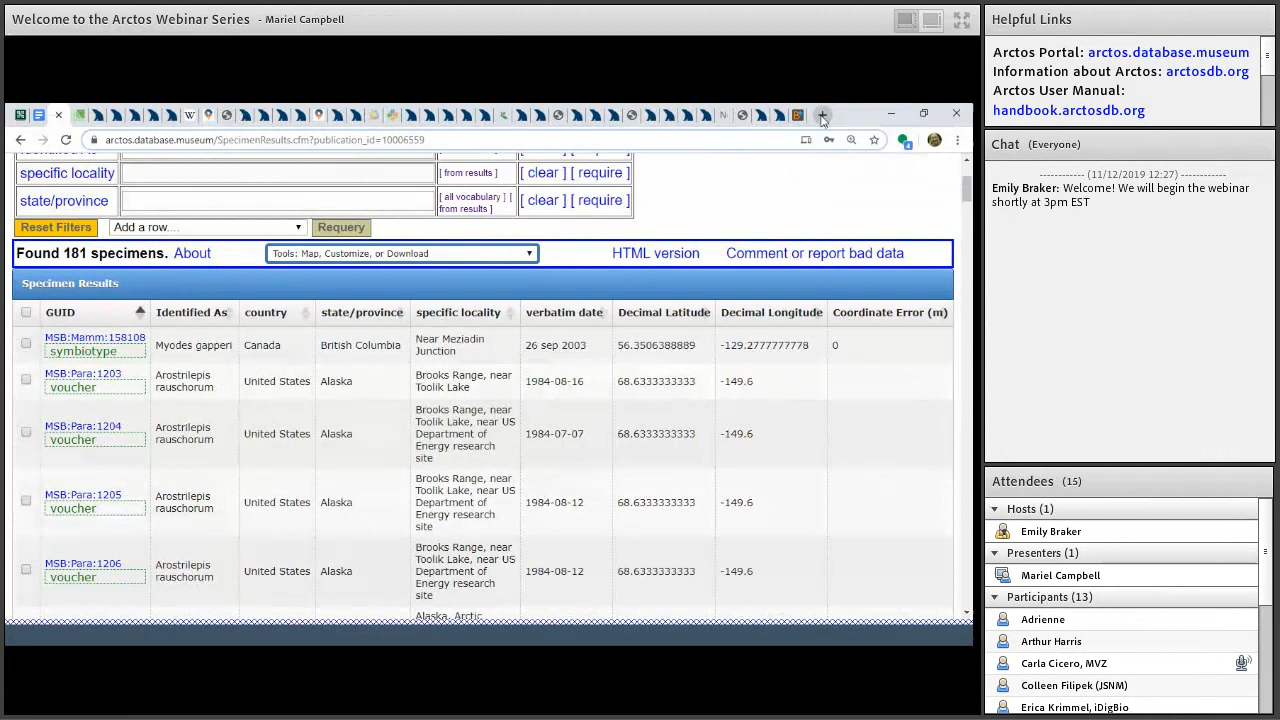 Welcome to the Arctos Webinar Series - Mariel Campbell
arctos.database.museum/SpecimenResults.cfm?publication_id=10006559
specific locality [ from results ] [ clear ] [ require ]
state/province [ all vocabulary ] [ from results ] [ clear ] [ require ]
Reset Filters Add a row.... Requery
Found 181 specimens. About Tools: Map, Customize, or Download HTML version Comment or report bad data
Specimen Results
GUID Identified As country state/province specific locality verbatim date Decimal Latitude Decimal Longitude Coordinate Error (m)
MSB:Mamm:158108
symbiotype
Myodes gapperi Canada British Columbia
Near Meziadin
Junction
26 sep 2003 56.3506388889 -129.2777777778 0
MSB:Para:1203
voucher
Arostrilepis
rauschorum
United States Alaska
Brooks Range, near
Toolik Lake
1984-08-16 68.6333333333 -149.6
MSB:Para:1204
voucher
Arostrilepis
rauschorum
United States Alaska
Brooks Range, near
Toolik Lake, near US
Department of
Energy research
site
1984-07-07 68.6333333333 -149.6
MSB:Para:1205
voucher
Arostrilepis
rauschorum
United States Alaska
Brooks Range, near
Toolik Lake, near US
Department of
Energy research
site
1984-08-12 68.6333333333 -149.6
MSB:Para:1206
voucher
Arostrilepis
rauschorum
United States Alaska
Brooks Range, near
Toolik Lake, near US
Department of
Energy research
site
1984-08-12 68.6333333333 -149.6
Alaska, Arctic
Helpful Links
Arctos Portal: arctos.database.museum
Information about Arctos: arctosdb.org
Arctos User Manual:
handbook.arctosdb.org
Chat (Everyone)
------------ (11/12/2019 12:27) ------------
Emily Braker: Welcome! We will begin the webinar
shortly at 3pm EST
Attendees (15)
Hosts (1)
Emily Braker
Presenters (1)
Mariel Campbell
Participants (13)
Adrienne
Arthur Harris
Carla Cicero, MVZ
Colleen Filipek (JSNM)
Erica Krimmel, iDigBio